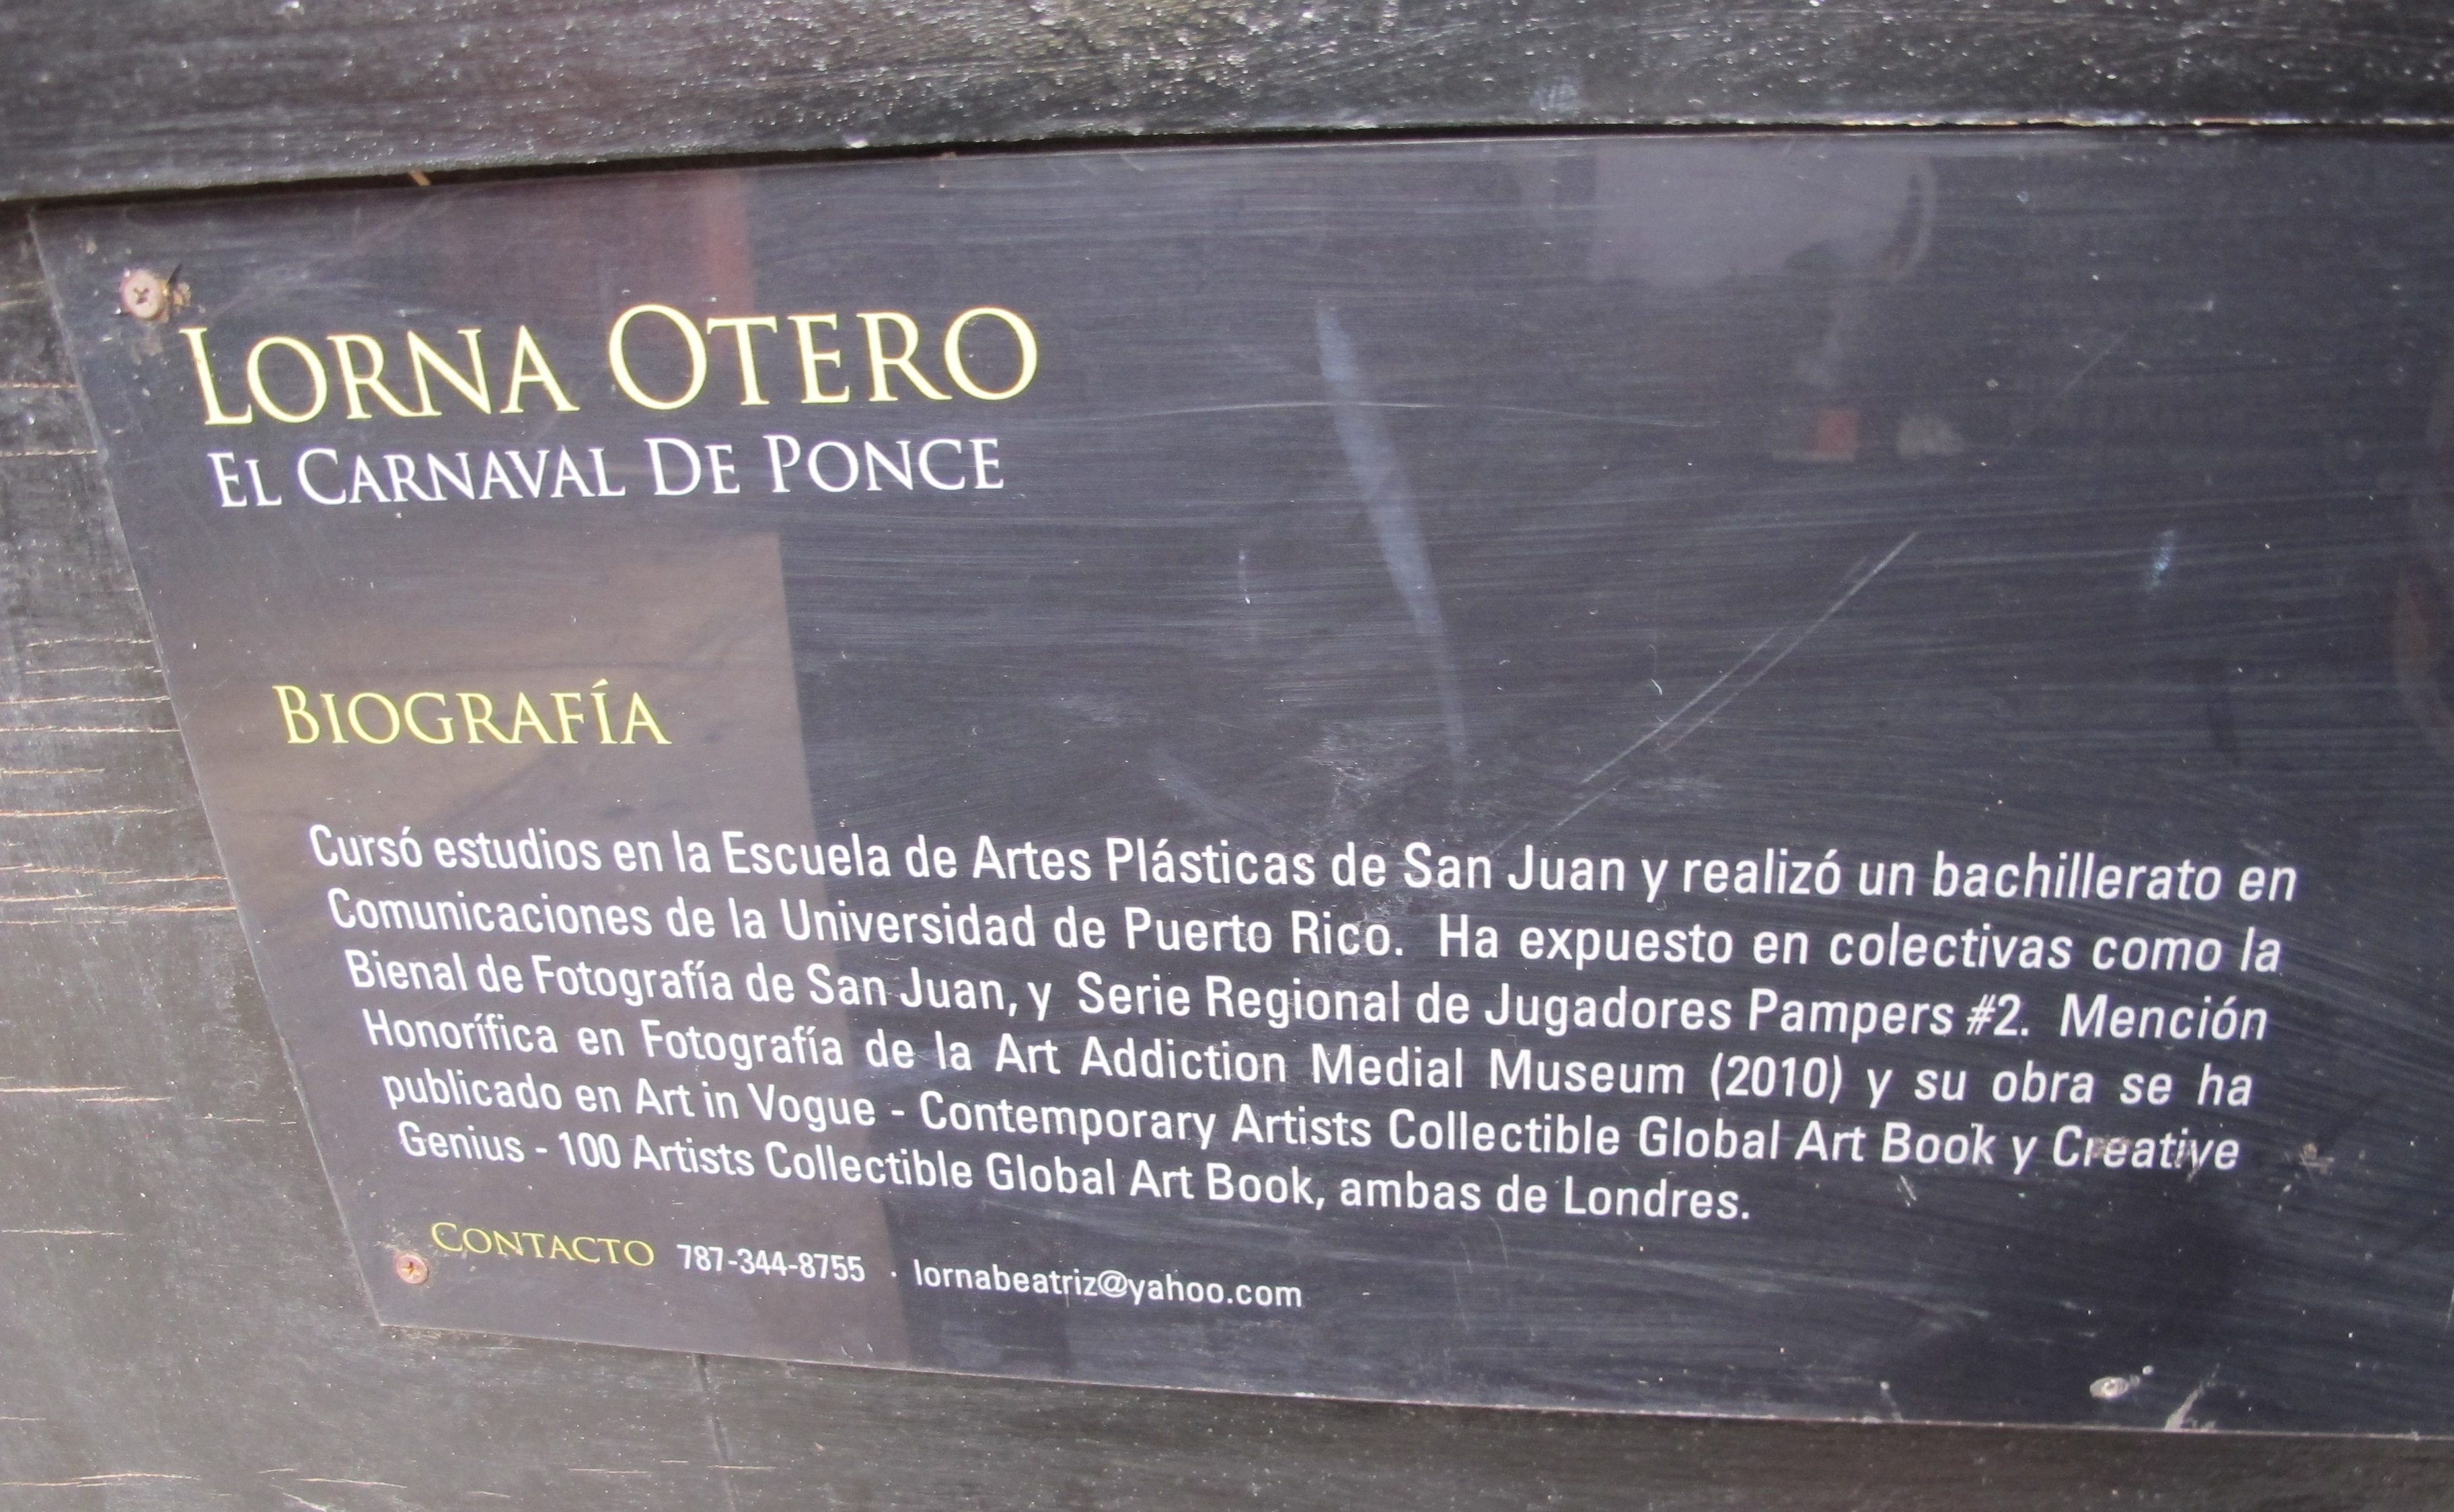 LORNA OTERO
EL CARNAVAL DE PONCE
BIOGRAFÍA
Cursó estudios en la Escuela de Artes Plásticas de San Juan y realizó un bachillerato en
Comunicaciones de la Universidad de Puerto Rico. Ha expuesto en colectivas como la
Bienal de Fotografía de San Juan, y Serie Regional de Jugadores Pampers #2. Mención
Honorífica en Fotografía de la Art Addiction Medial Museum (2010) y su obra se ha
publicado en Art in Vogue - Contemporary Artists Collectible Global Art Book y Creative
Genius - 100 Artists Collectible Global Art Book, ambas de Londres.
CONTACTO 787-344-8755 · lornabeatriz@yahoo.com